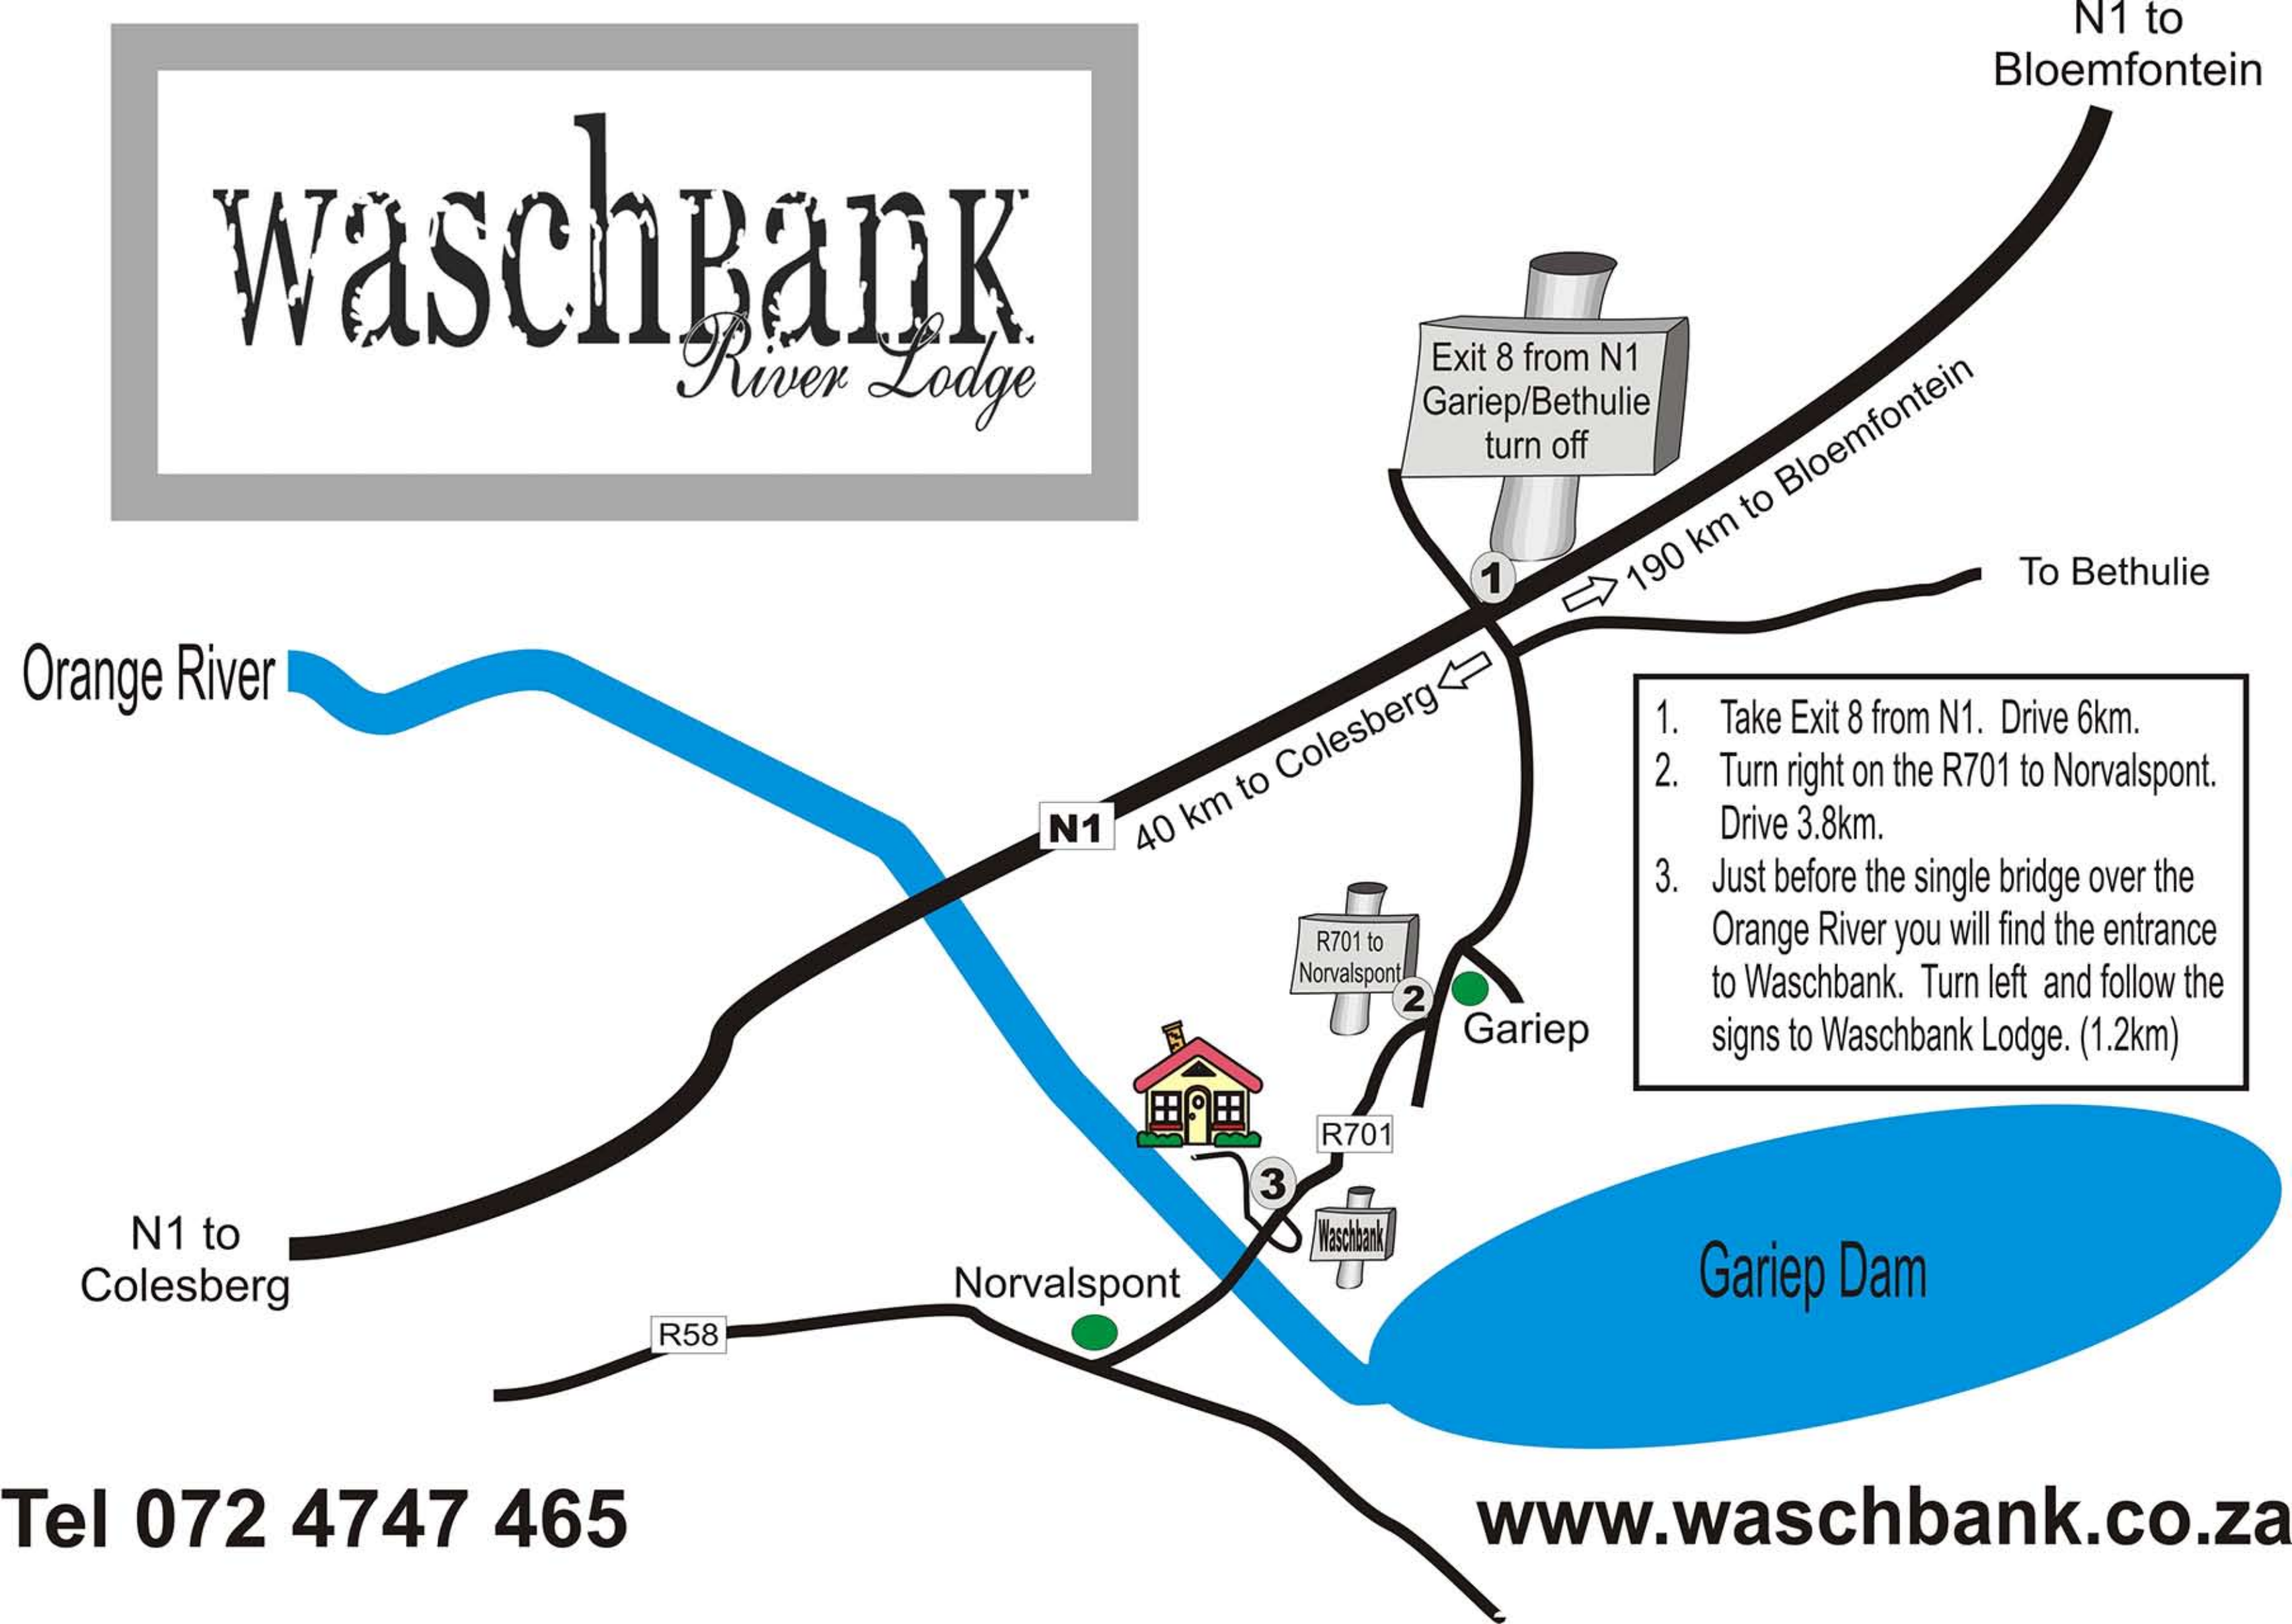 N1 to
Bloemfontein
waschBank
River Lodge
Exit 8 from N1
Gariep/Bethulie
turn off
190 km to Bloemfontein
1
To Bethulie
Orange River
40 km to Colesberg
N1
1. Take Exit 8 from N1. Drive 6km.
2. Turn right on the R701 to Norvalspont.
Drive 3.8km.
3. Just before the single bridge over the
Orange River you will find the entrance
to Waschbank. Turn left and follow the
signs to Waschbank Lodge. (1.2km)
R701 to
Norvalspont
2
Gariep
R701
3
Waschbank
N1 to
Colesberg
Norvalspont
Gariep Dam
R58
Tel 072 4747 465
www.waschbank.co.za